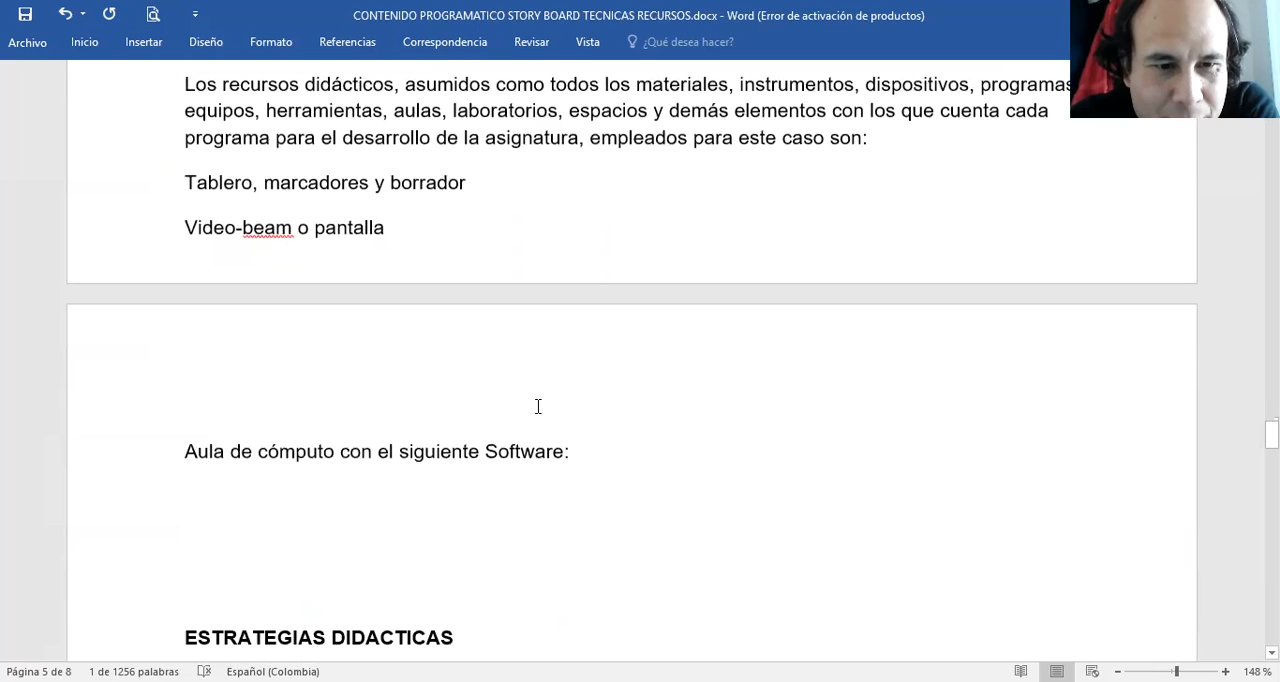 CONTENIDO PROGRAMATICO STORY BOARD TECNICAS RECURSOS.docx - Word (Error de activación de productos)
Archivo Inicio Insertar Diseño Formato Referencias Correspondencia Revisar Vista ¿Qué desea hacer?
Los recursos didácticos, asumidos como todos los materiales, instrumentos, dispositivos, programas
equipos, herramientas, aulas, laboratorios, espacios y demás elementos con los que cuenta cada
programa para el desarrollo de la asignatura, empleados para este caso son:
Tablero, marcadores y borrador
Video-beam o pantalla
Aula de cómputo con el siguiente Software:
ESTRATEGIAS DIDACTICAS
Página 5 de 8 1 de 1256 palabras Español (Colombia) 148 %